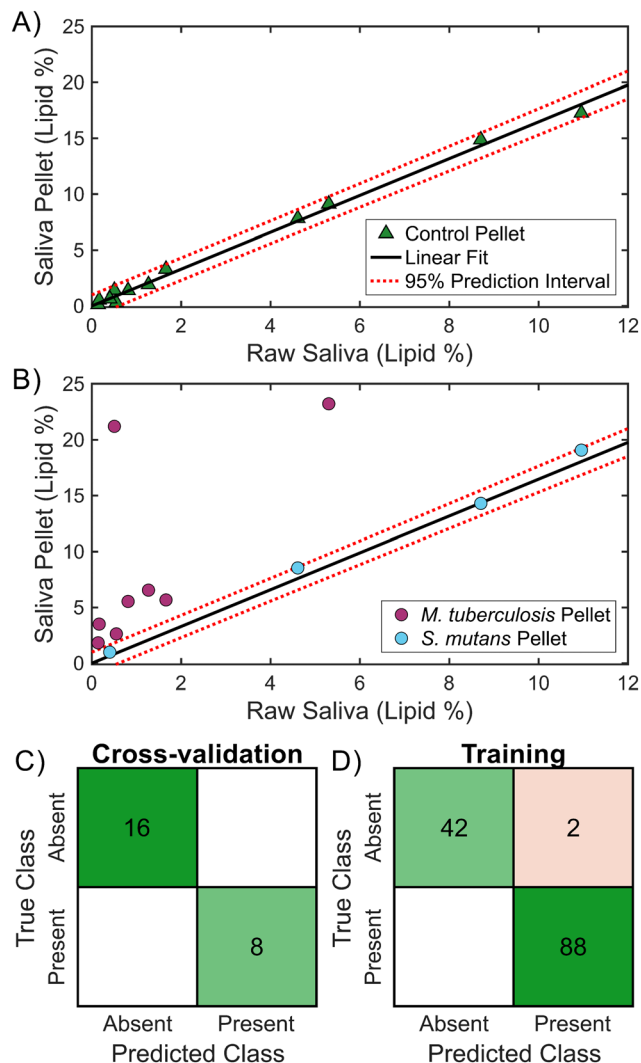 A)
25
20
15
10
5
0
Saliva Pellet (Lipid %)
Control Pellet
Linear Fit
95% Prediction Interval
0 2 4 6 8 10 12
Raw Saliva (Lipid %)
B)
25
20
15
10
5
0
Saliva Pellet (Lipid %)
M. tuberculosis Pellet
S. mutans Pellet
0 2 4 6 8 10 12
Raw Saliva (Lipid %)
C)
Cross-validation
True Class
Absent
Present
16
8
Absent Present
Predicted Class
D)
Training
True Class
Absent
Present
42 2
88
Absent Present
Predicted Class